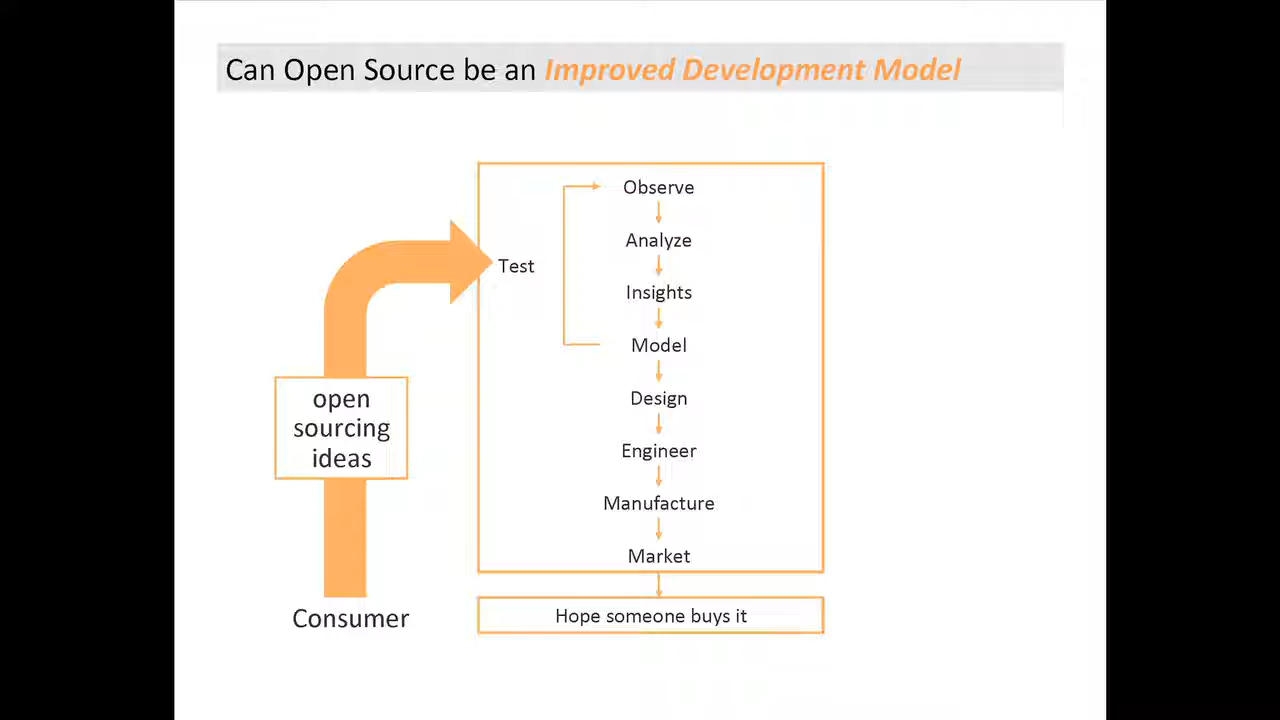 Can Open Source be an Improved Development Model
Observe
Analyze
Test
Insights
Model
Design
open
sourcing
ideas
Engineer
Manufacture
Market
Hope someone buys it
Consumer